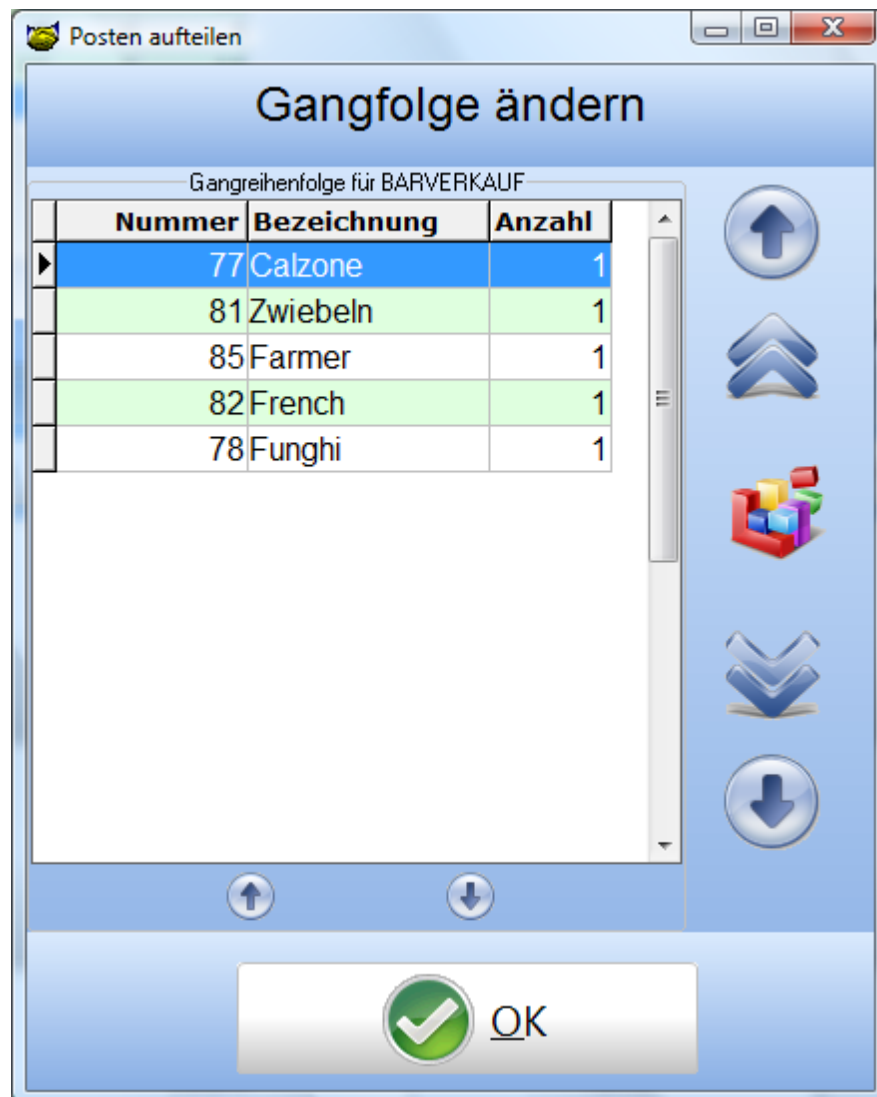 Posten aufteilen
Gangfolge ändern
Gangreihenfolge für BARVERKAUF
Nummer Bezeichnung Anzahl
77 Calzone 1
81 Zwiebeln 1
85 Farmer 1
82 French 1
78 Funghi 1
OK